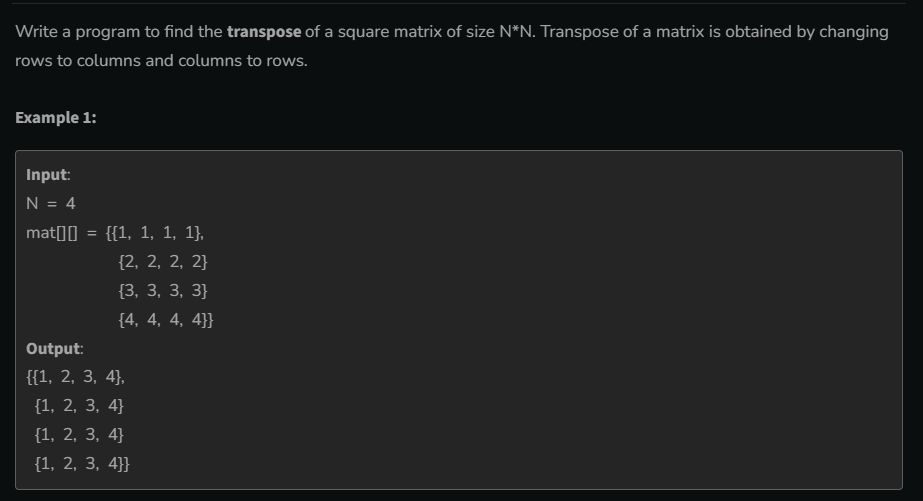 Write a program to find the transpose of a square matrix of size N*N. Transpose of a matrix is obtained by changing
rows to columns and columns to rows.
Example 1:
Input:
N = 4
mat[][] = {{1, 1, 1, 1},
{2, 2, 2, 2}
{3, 3, 3, 3}
{4, 4, 4, 4}}
Output:
{{1, 2, 3, 4},
{1, 2, 3, 4}
{1, 2, 3, 4}
{1, 2, 3, 4}}